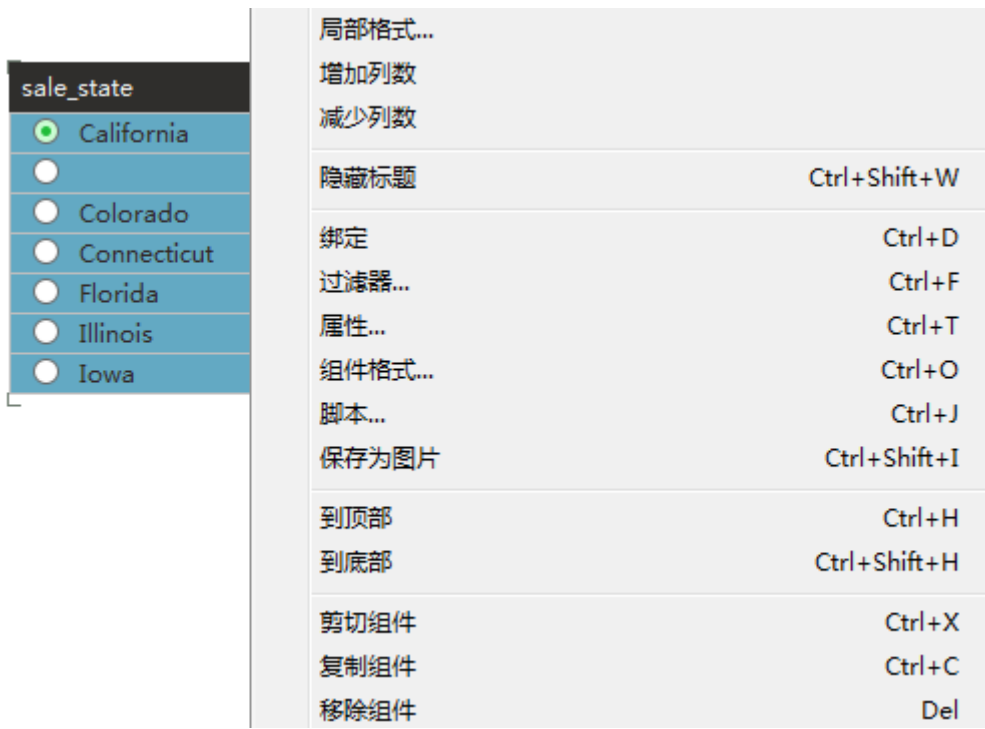 sale_state
California
Colorado
Connecticut
Florida
Illinois
Iowa
局部格式...
增加列数
减少列数
隐藏标题 Ctrl+Shift+W
绑定 Ctrl+D
过滤器... Ctrl+F
属性... Ctrl+T
组件格式... Ctrl+O
脚本... Ctrl+J
保存为图片 Ctrl+Shift+I
到顶部 Ctrl+H
到底部 Ctrl+Shift+H
剪切组件 Ctrl+X
复制组件 Ctrl+C
移除组件 Del